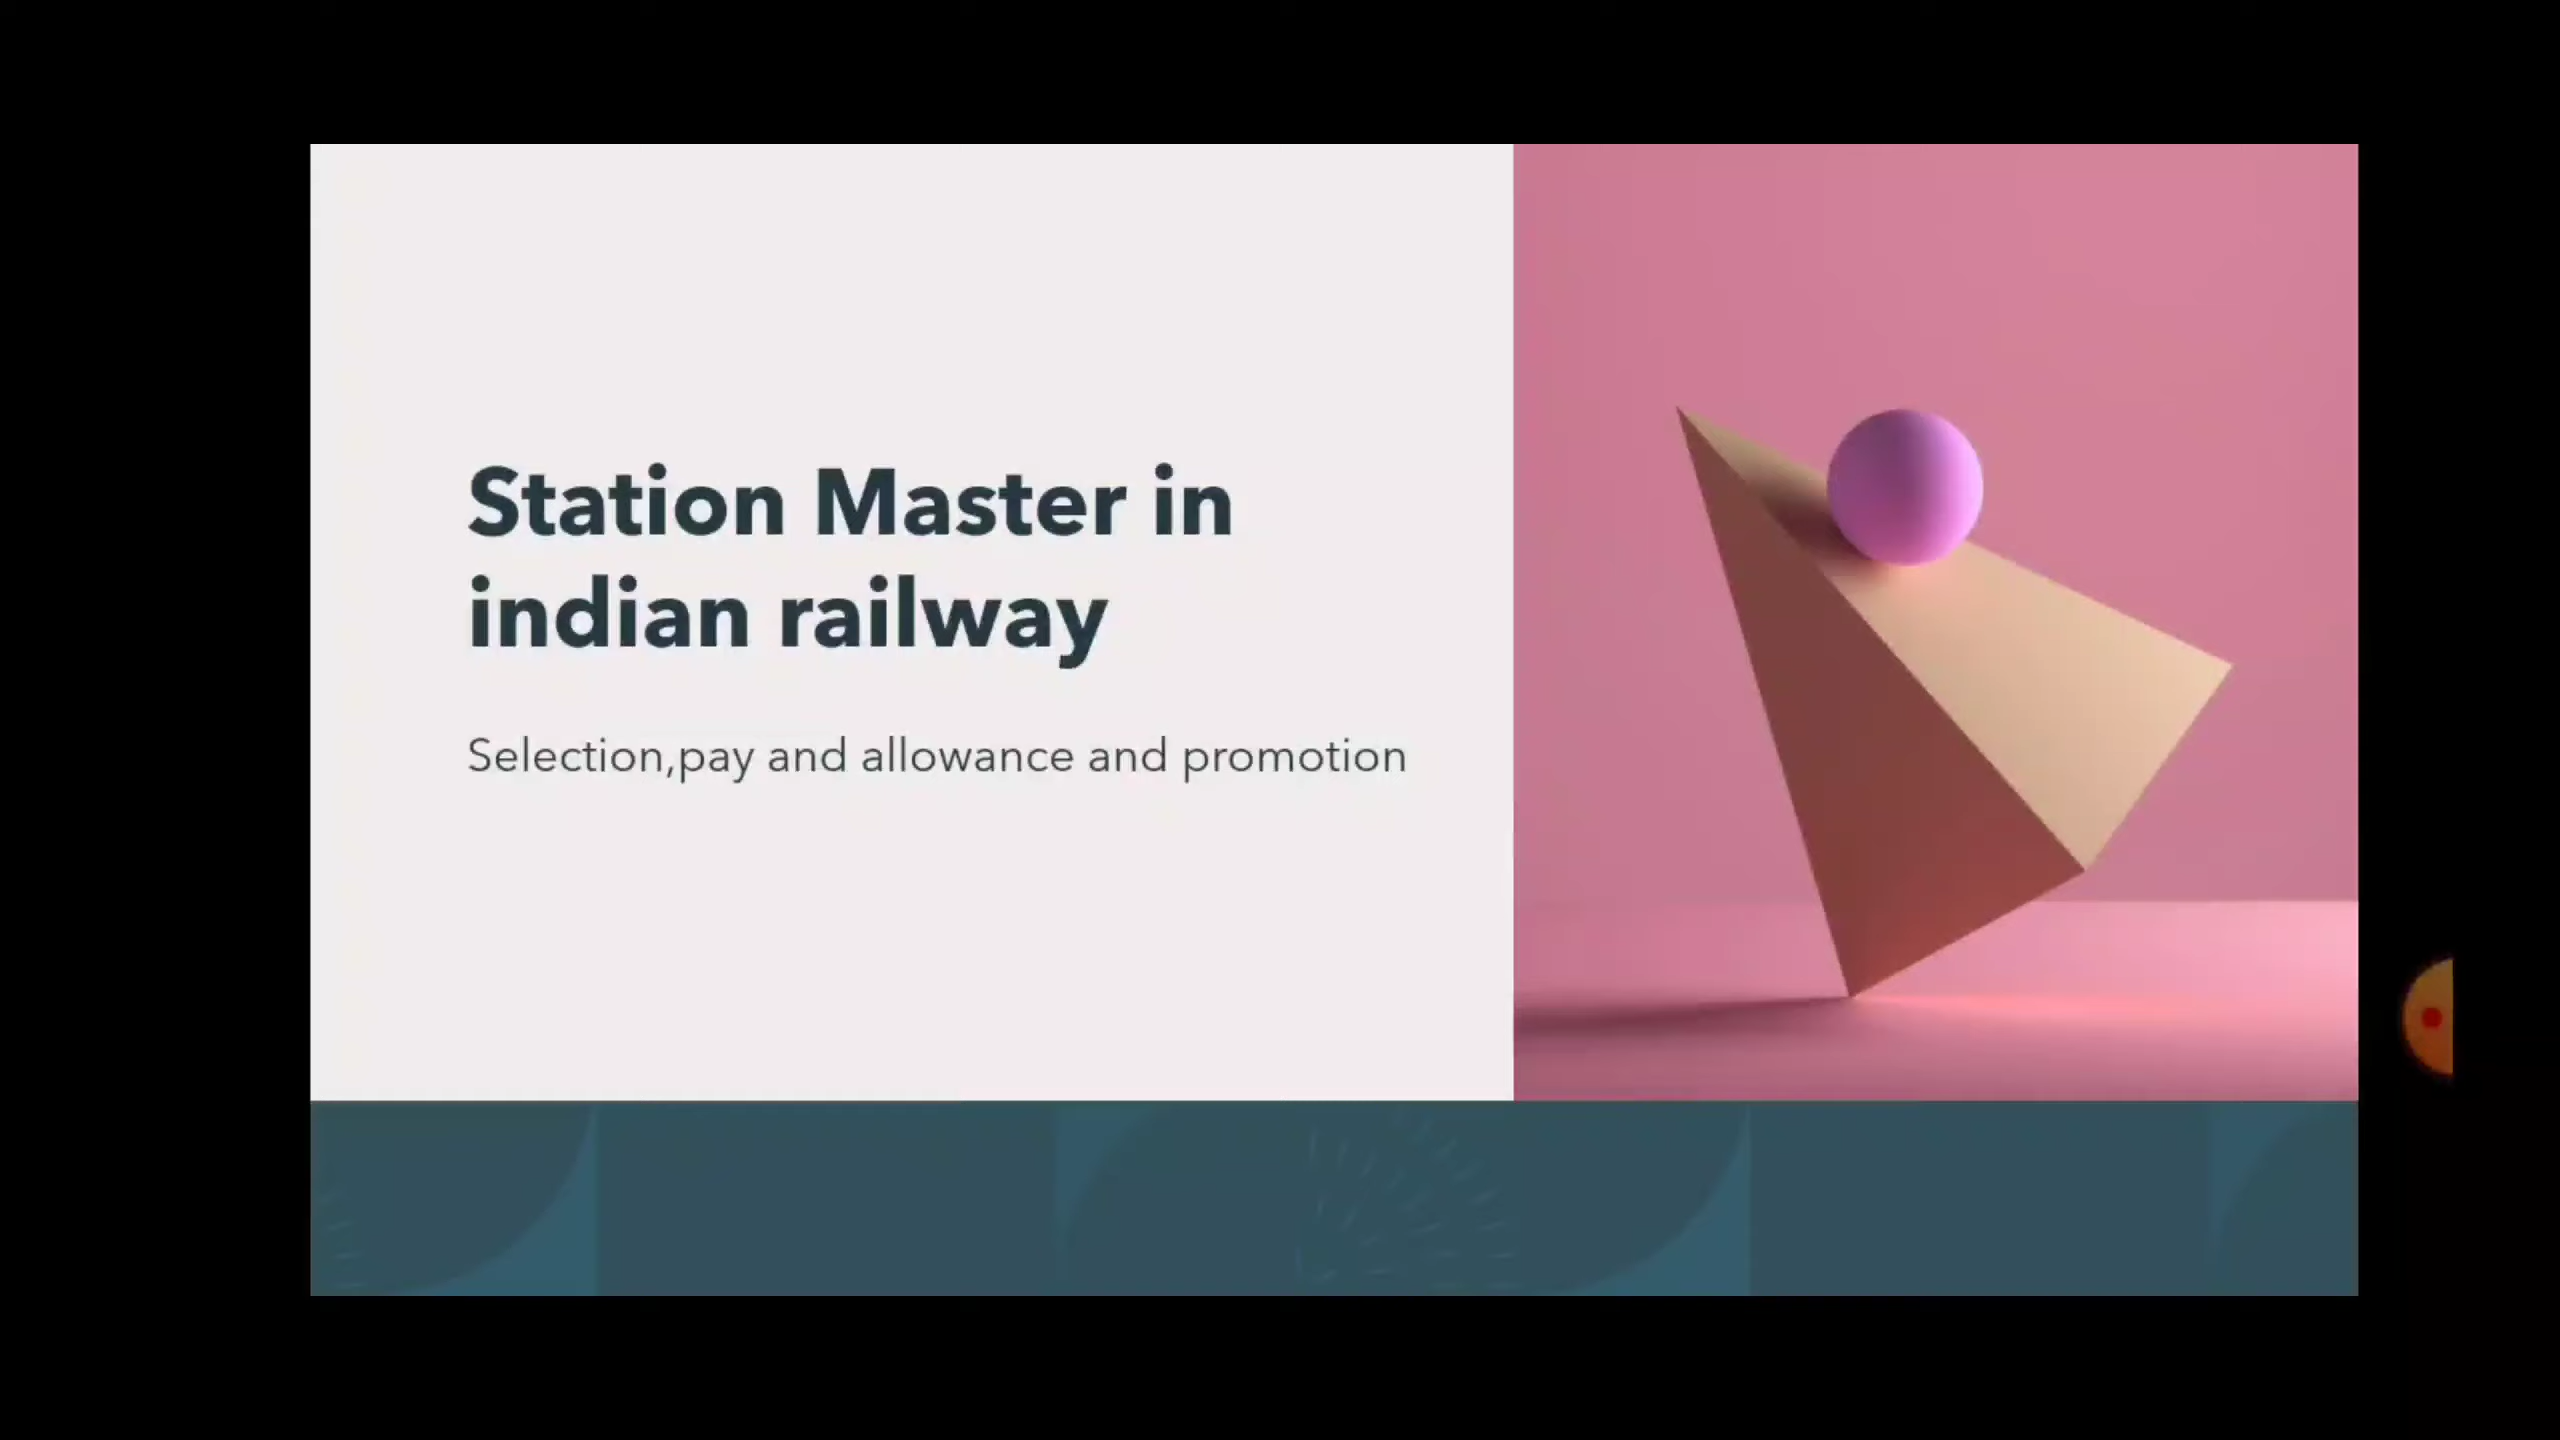 Station Master in
indian railway
Selection,pay and allowance and promotion